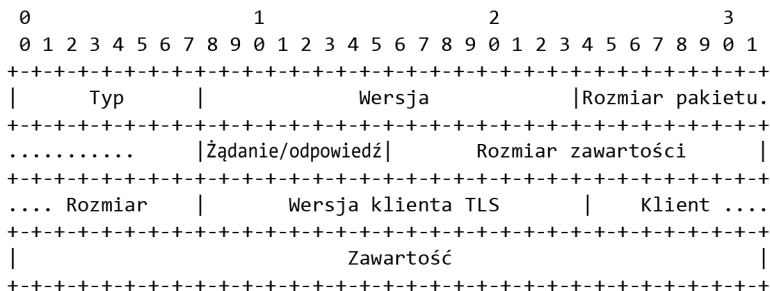 0                   1                   2                   3
0 1 2 3 4 5 6 7 8 9 0 1 2 3 4 5 6 7 8 9 0 1 2 3 4 5 6 7 8 9 0 1
+-+-+-+-+-+-+-+-+-+-+-+-+-+-+-+-+-+-+-+-+-+-+-+-+-+-+-+-+-+-+-+-+
|      Typ      |             Wersja            |Rozmiar pakietu.
+-+-+-+-+-+-+-+-+-+-+-+-+-+-+-+-+-+-+-+-+-+-+-+-+-+-+-+-+-+-+-+-+
...........     |Żądanie/odpowiedź|       Rozmiar zawartości      |
+-+-+-+-+-+-+-+-+-+-+-+-+-+-+-+-+-+-+-+-+-+-+-+-+-+-+-+-+-+-+-+-+
.... Rozmiar    |       Wersja klienta TLS       |    Klient ....
+-+-+-+-+-+-+-+-+-+-+-+-+-+-+-+-+-+-+-+-+-+-+-+-+-+-+-+-+-+-+-+-+
|                            Zawartość                          |
+-+-+-+-+-+-+-+-+-+-+-+-+-+-+-+-+-+-+-+-+-+-+-+-+-+-+-+-+-+-+-+-+